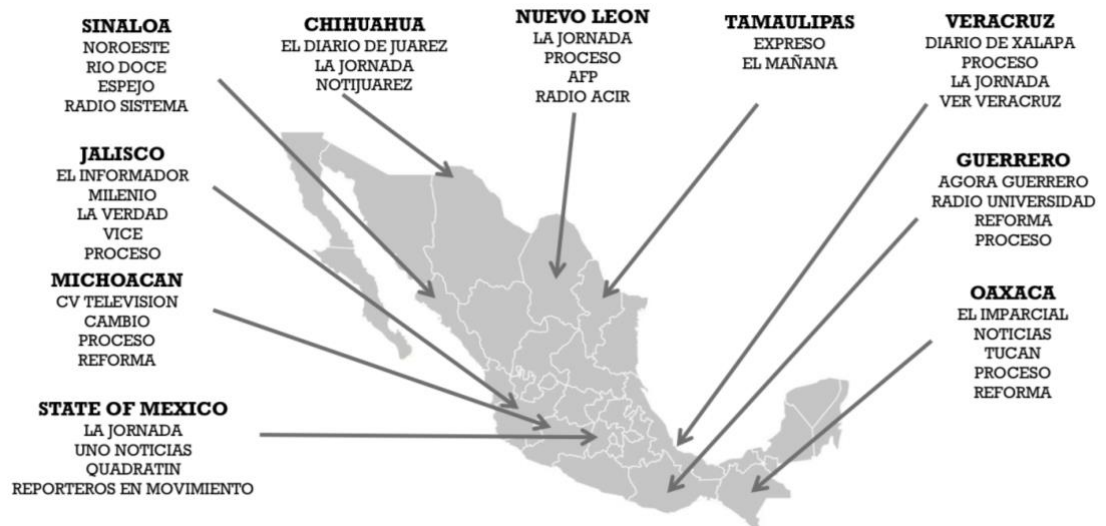 SINALOA
NOROESTE
RIO DOCE
ESPEJO
RADIO SISTEMA
CHIHUAHUA
EL DIARIO DE JUAREZ
LA JORNADA
NOTIJUAREZ
NUEVO LEON
LA JORNADA
PROCESO
AFP
RADIO ACIR
TAMAULIPAS
EXPRESO
EL MAÑANA
VERACRUZ
DIARIO DE XALAPA
PROCESO
LA JORNADA
VER VERACRUZ
JALISCO
EL INFORMADOR
MILENIO
LA VERDAD
VICE
PROCESO
GUERRERO
AGORA GUERRERO
RADIO UNIVERSIDAD
REFORMA
PROCESO
MICHOACAN
CV TELEVISION
CAMBIO
PROCESO
REFORMA
OAXACA
EL IMPARCIAL
NOTICIAS
TUCAN
PROCESO
REFORMA
STATE OF MEXICO
LA JORNADA
UNO NOTICIAS
QUADRATIN
REPORTEROS EN MOVIMIENTO